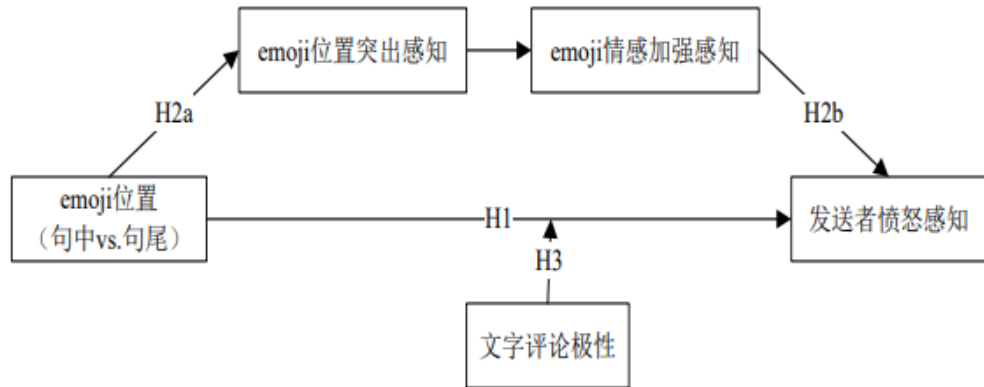 emoji位置突出感知
emoji情感加强感知
H2a
H2b
emoji位置
（句中vs.句尾）
H1
发送者愤怒感知
H3
文字评论极性